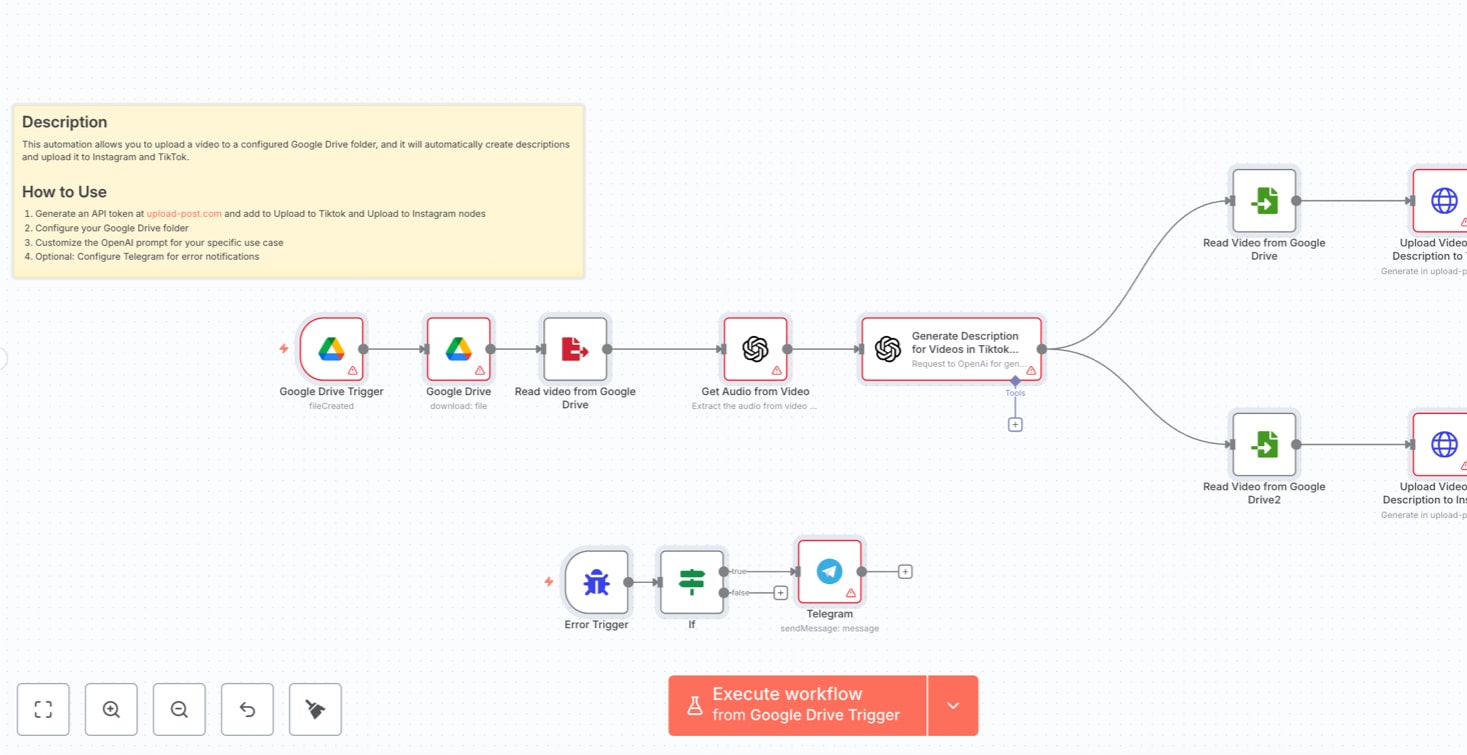 Description
This automation allows you to upload a video to a configured Google Drive folder, and it will automatically create descriptions
and upload it to Instagram and TikTok.
How to Use
1. Generate an API token at upload-post.com and add to Upload to Tiktok and Upload to Instagram nodes
2. Configure your Google Drive folder
3. Customize the OpenAI prompt for your specific use case
4. Optional: Configure Telegram for error notifications
Read Video from Google
Drive
Upload Video
Description to T
Generate in upload-p
Google Drive Trigger
fileCreated
Google Drive
download: file
Read video from Google
Drive
Get Audio from Video
Extract the audio from video ...
Generate Description
for Videos in Tiktok...
Request to OpenAi for gen...
Tools
Read Video from Google
Drive2
Upload Video
Description to Ins
Generate in upload-p
Error Trigger
If
true
false
Telegram
sendMessage: message
Execute workflow
from Google Drive Trigger